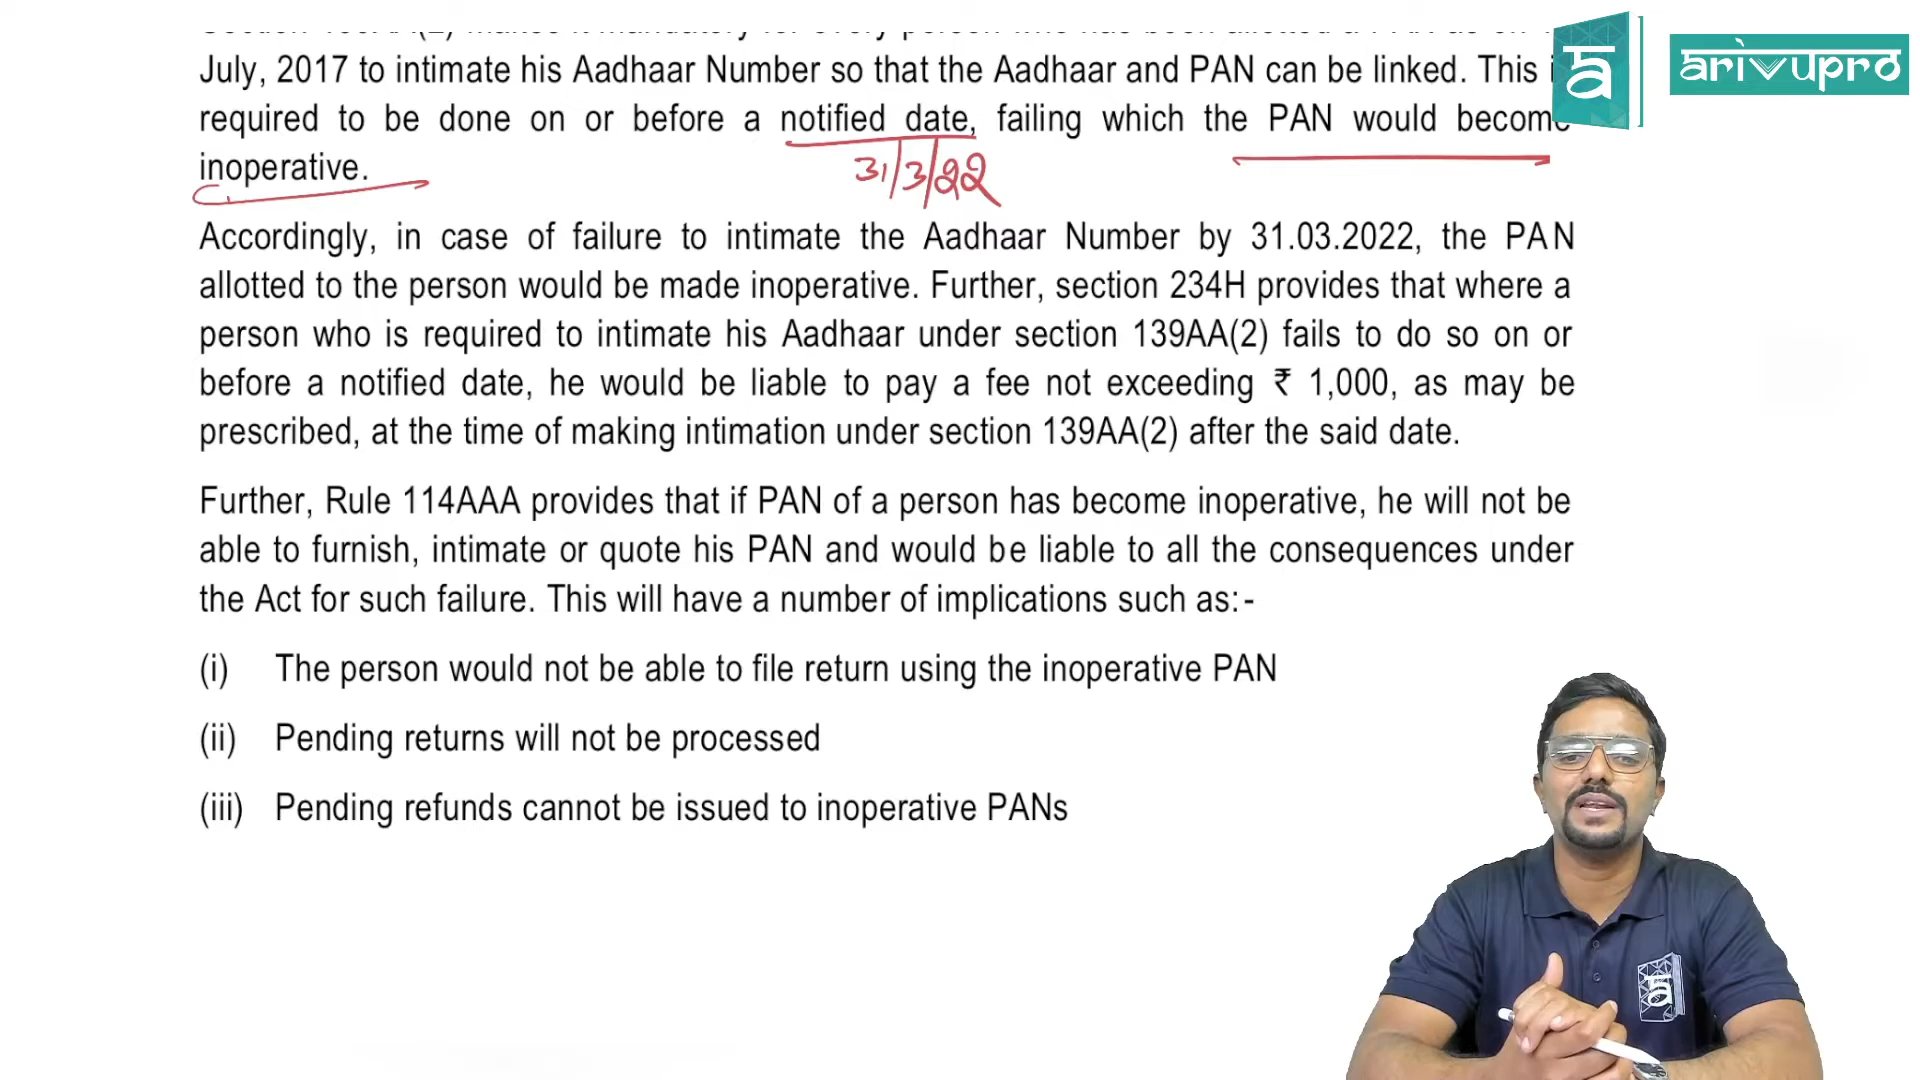 July, 2017 to intimate his Aadhaar Number so that the Aadhaar and PAN can be linked. This
arivupro
required to be done on or before a notified date, failing which the PAN would become
inoperative.
31/3/22
Accordingly, in case of failure to intimate the Aadhaar Number by 31.03.2022, the PAN
allotted to the person would be made inoperative. Further, section 234H provides that where a
person who is required to intimate his Aadhaar under section 139AA(2) fails to do so on or
before a notified date, he would be liable to pay a fee not exceeding ₹ 1,000, as may be
prescribed, at the time of making intimation under section 139AA(2) after the said date.
Further, Rule 114AAA provides that if PAN of a person has become inoperative, he will not be
able to furnish, intimate or quote his PAN and would be liable to all the consequences under
the Act for such failure. This will have a number of implications such as:-
(i) The person would not be able to file return using the inoperative PAN
(ii) Pending returns will not be processed
(iii) Pending refunds cannot be issued to inoperative PANs